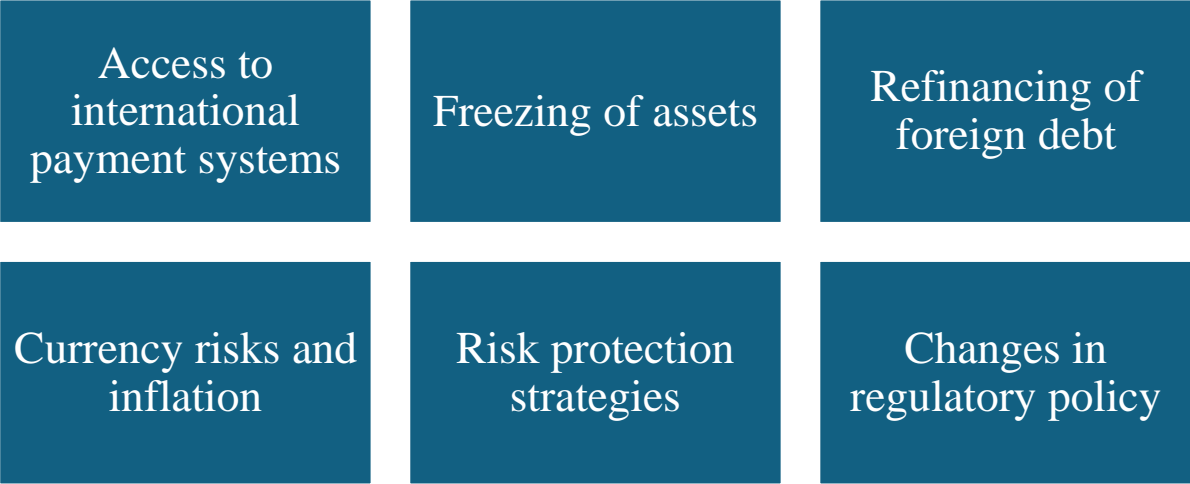 Access to
international
payment systems
Freezing of assets
Refinancing of
foreign debt
Currency risks and
inflation
Risk protection
strategies
Changes in
regulatory policy